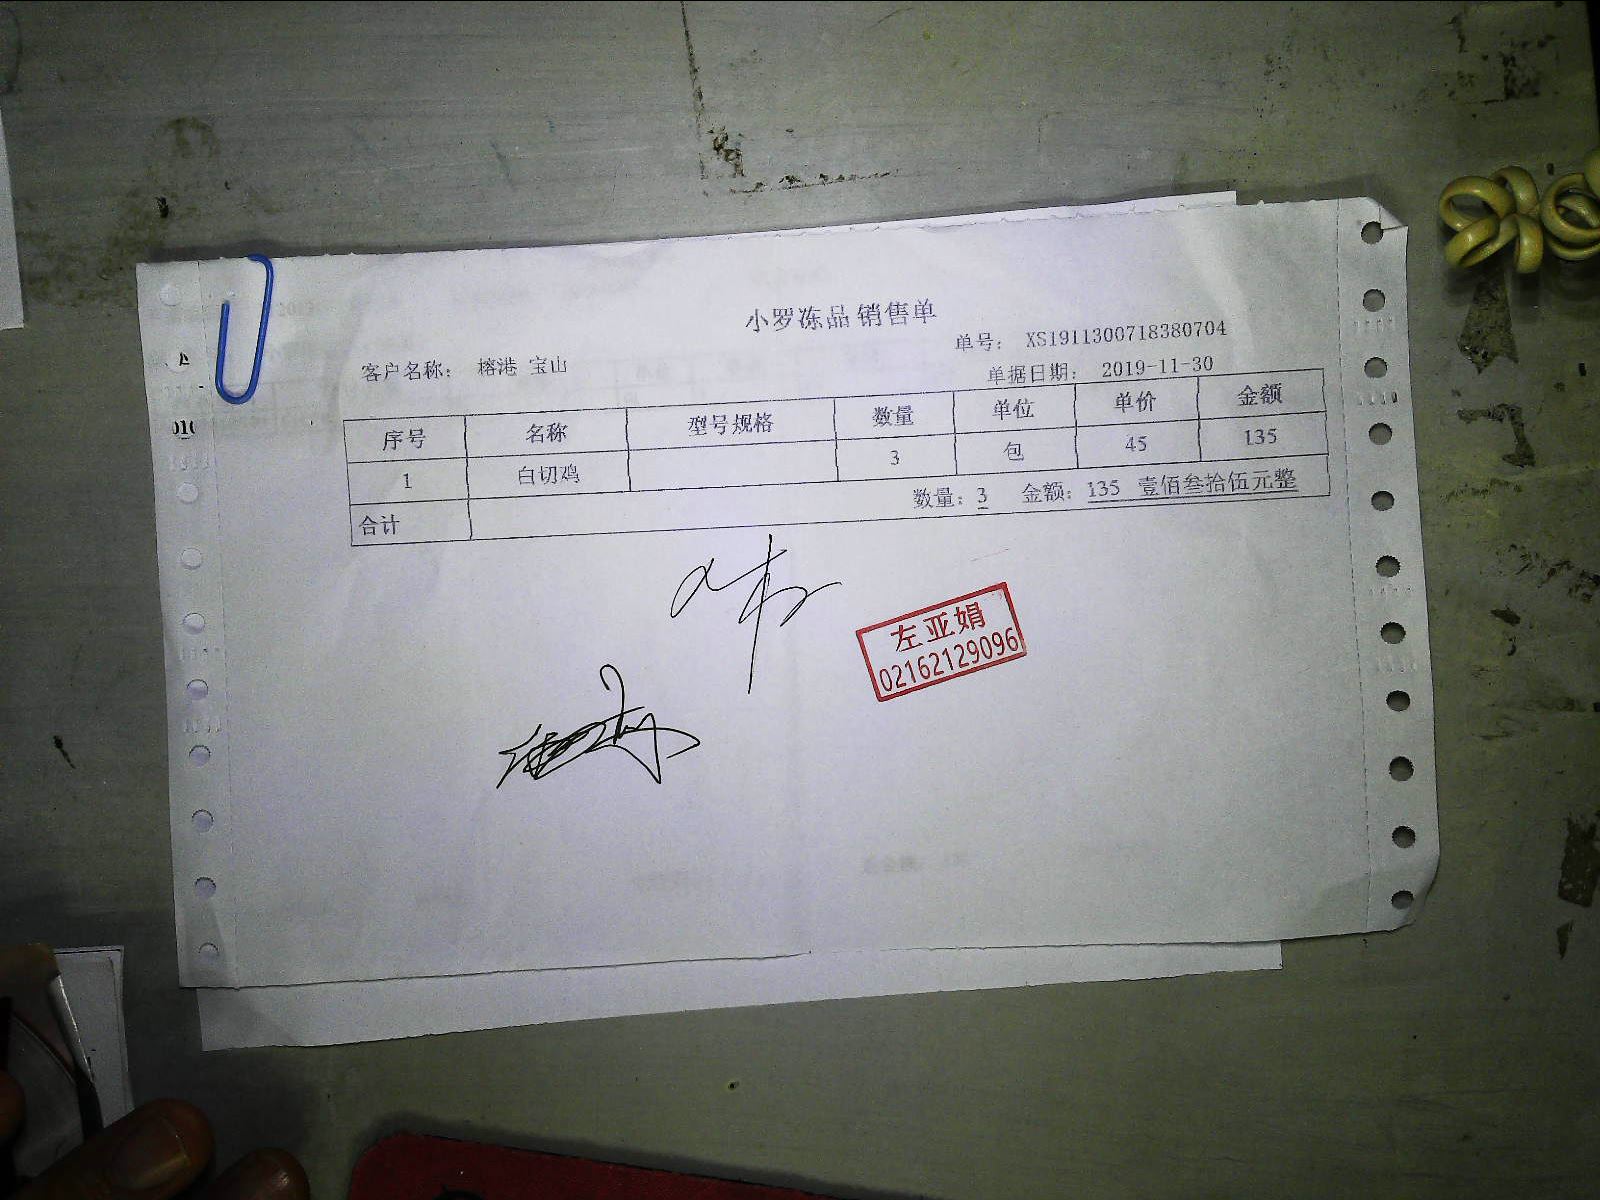 小罗冻品 销售单
单号： XS1911300718380704
客户名称： 榕港 宝山
单据日期： 2019-11-30
序号 名称 型号规格 数量 单位 单价 金额
1 白切鸡 3 包 45 135
合计 数量：3 金额：135 壹佰叁拾伍元整
左亚娟
02162129096